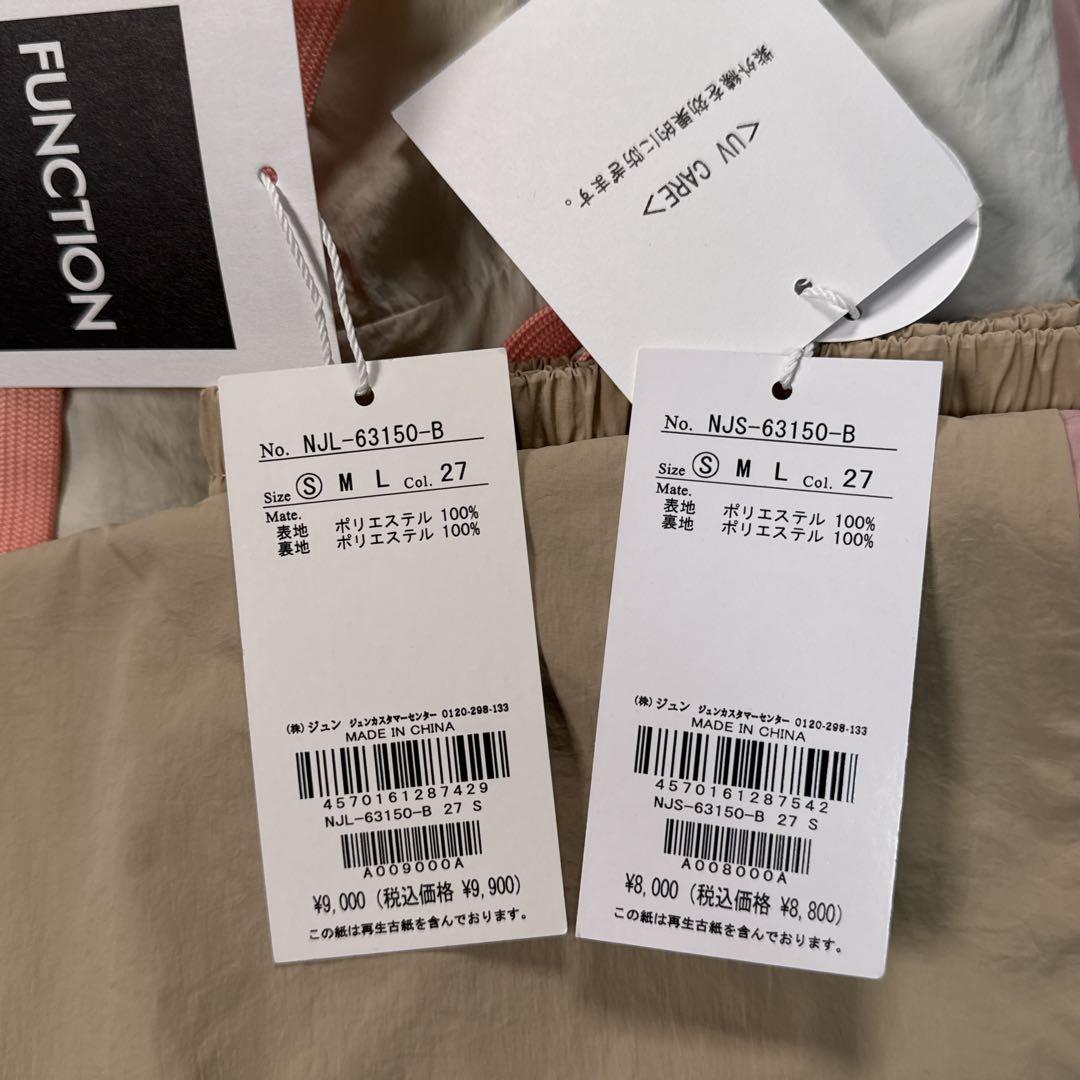 FUNCTION
<UV CARE>
紫外線を効果的に防ぎます。
No. NJL-63150-B
Size S M L Col. 27
Mate.
表地 ポリエステル 100%
裏地 ポリエステル 100%
(株)ジュン ジュンカスタマーセンター 0120-298-133
MADE IN CHINA
4570161287429
NJL-63150-B 27 S
A009000A
¥9,000 (税込価格 ¥9,900)
この紙は再生古紙を含んでおります。
No. NJS-63150-B
Size S M L Col. 27
Mate.
表地 ポリエステル 100%
裏地 ポリエステル 100%
(株)ジュン ジュンカスタマーセンター 0120-298-133
MADE IN CHINA
4570161287542
NJS-63150-B 27 S
A008000A
¥8,000 (税込価格 ¥8,800)
この紙は再生古紙を含んでおります。